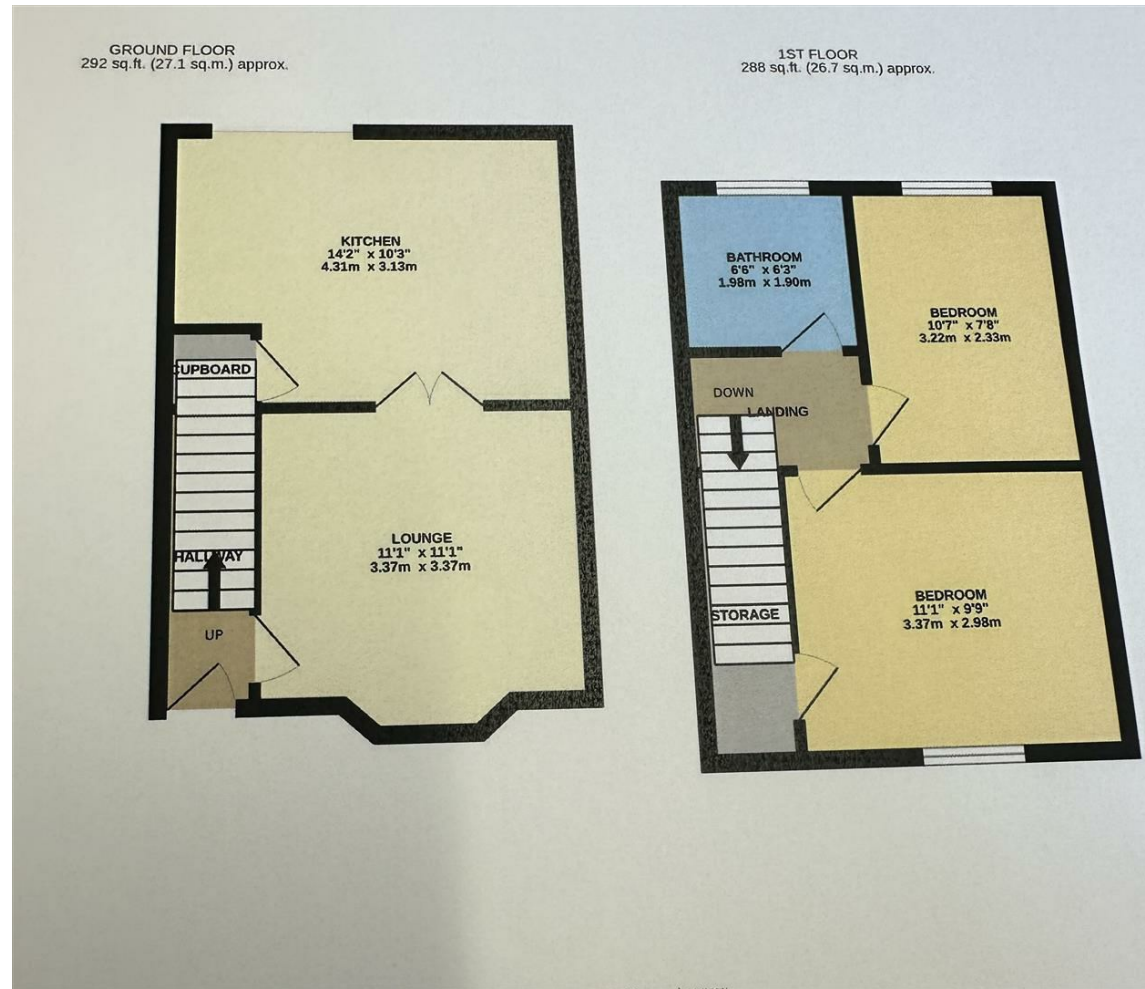 GROUND FLOOR
292 sq.ft. (27.1 sq.m.) approx.
KITCHEN
14'2" x 10'3"
4.31m x 3.13m
CUPBOARD
LOUNGE
11'1" x 11'1"
3.37m x 3.37m
HALLWAY
UP
1ST FLOOR
288 sq.ft. (26.7 sq.m.) approx.
BATHROOM
6'6" x 6'3"
1.98m x 1.90m
BEDROOM
10'7" x 7'8"
3.22m x 2.33m
DOWN
LANDING
BEDROOM
11'1" x 9'9"
3.37m x 2.98m
STORAGE